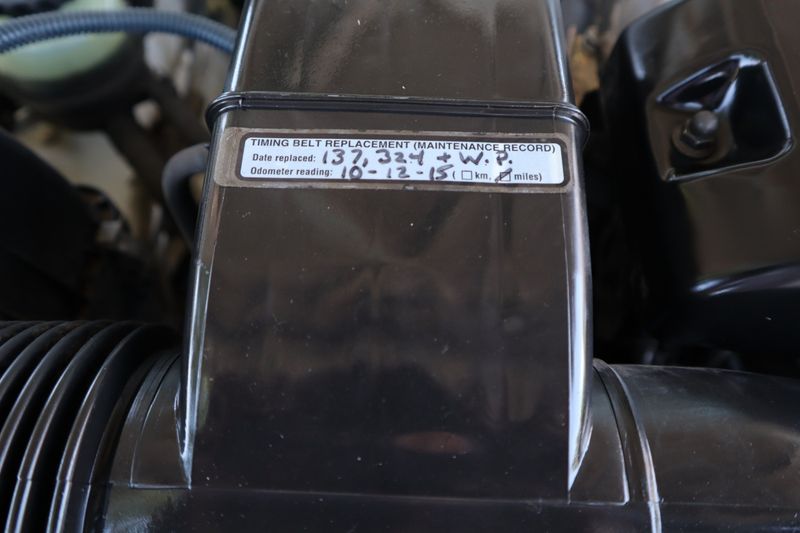 TIMING BELT REPLACEMENT (MAINTENANCE RECORD)
Date replaced: 137,324 + W.P.
Odometer reading: 10-12-15 ( ☐ km, ☑ miles)